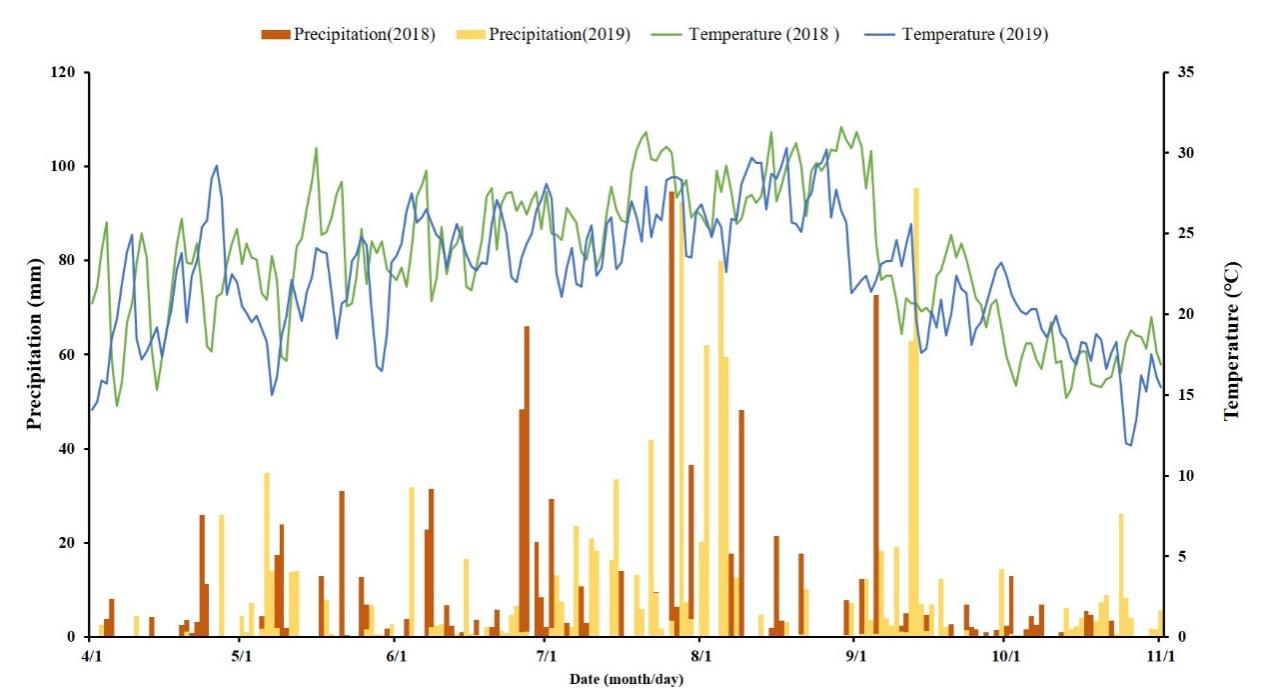 Precipitation(2018) Precipitation(2019) Temperature (2018 ) Temperature (2019)
120 35
100 30
25
80
20
60
15
40
10
20
5
0 0
4/1 5/1 6/1 7/1 8/1 9/1 10/1 11/1
Precipitation (mm)
Temperature (°C)
Date (month/day)